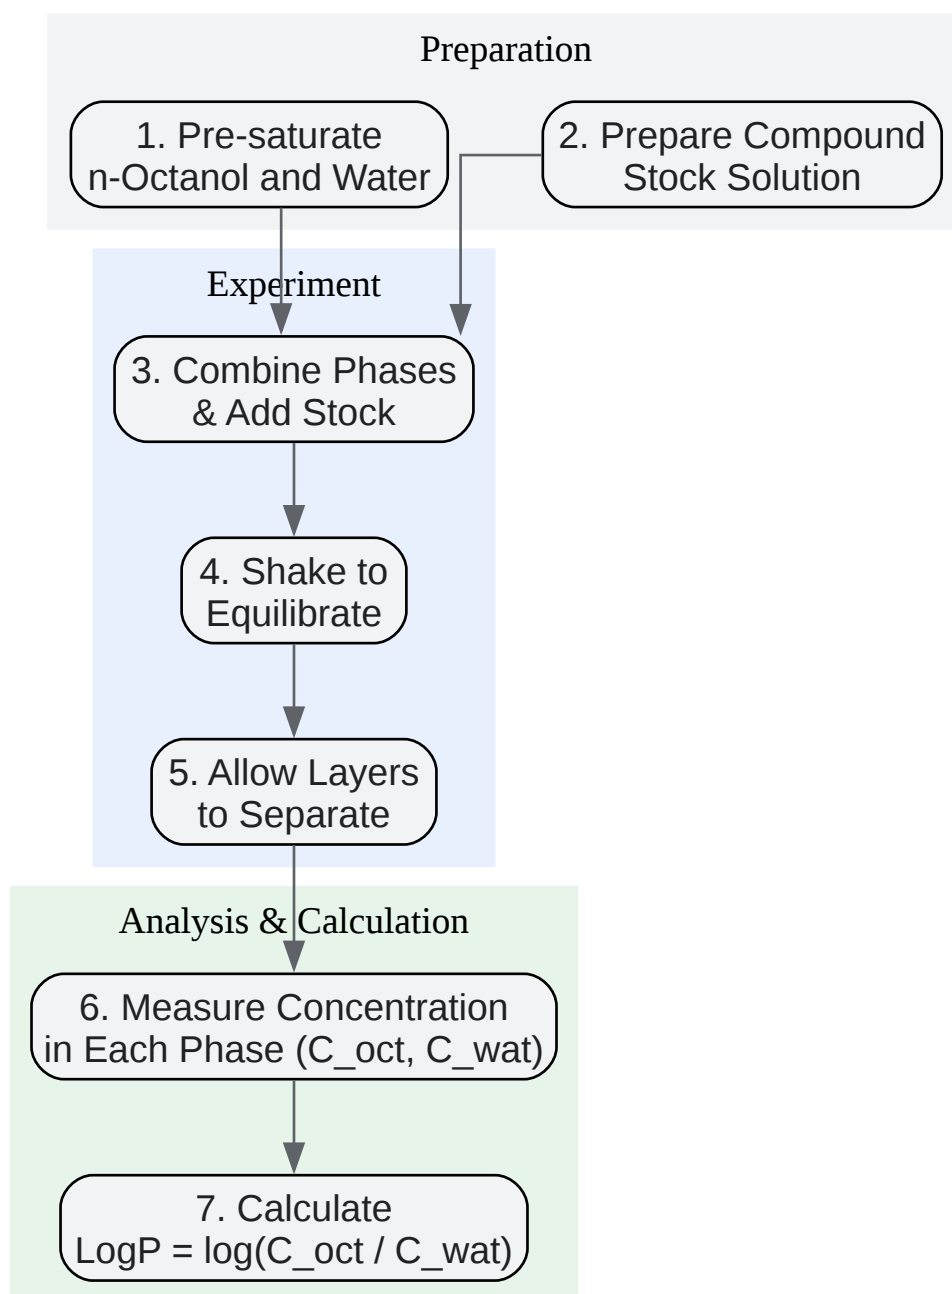 Preparation
1. Pre-saturate
n-Octanol and Water
2. Prepare Compound
Stock Solution
Experiment
3. Combine Phases
& Add Stock
4. Shake to
Equilibrate
5. Allow Layers
to Separate
Analysis & Calculation
6. Measure Concentration
in Each Phase (C_oct, C_wat)
7. Calculate
LogP = log(C_oct / C_wat)